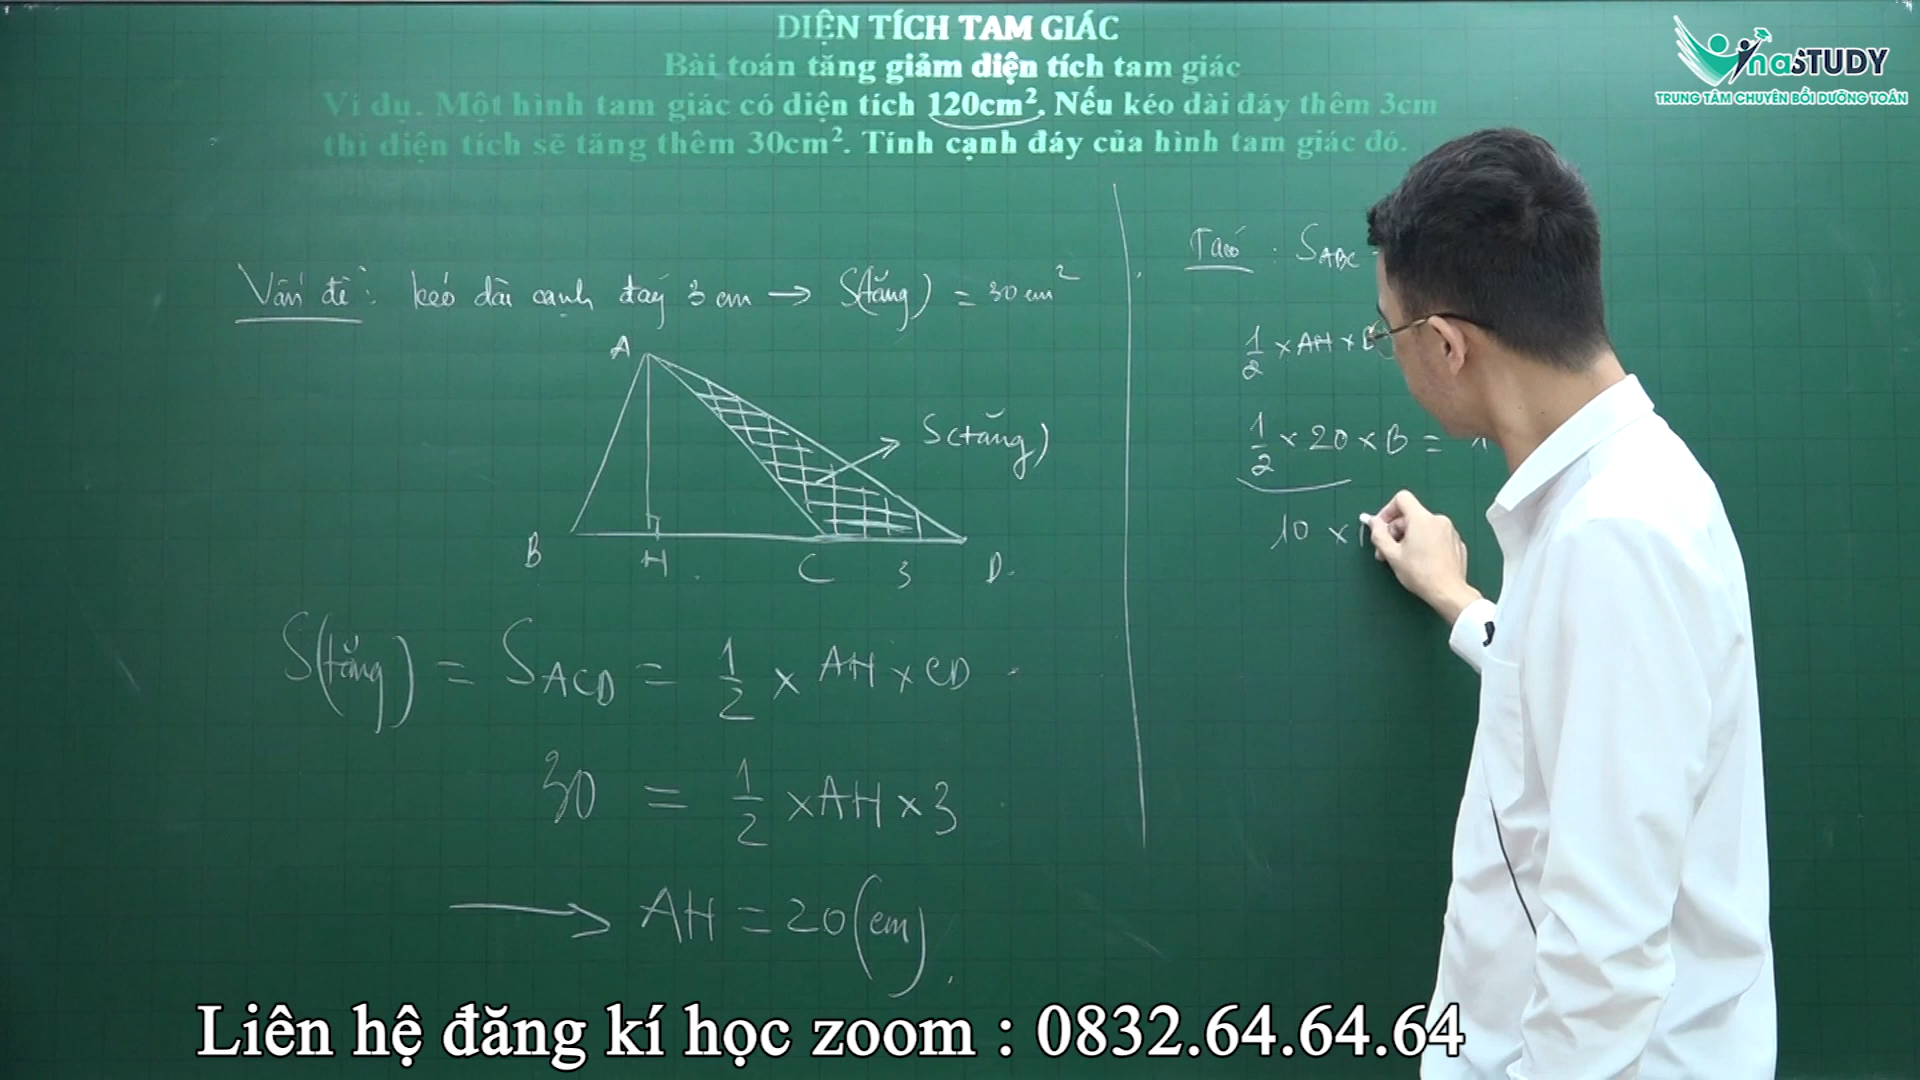 DIỆN TÍCH TAM GIÁC
Bài toán tăng giảm diện tích tam giác
Ví dụ. Một hình tam giác có diện tích 120cm². Nếu kéo dài đáy thêm 3cm
thì diện tích sẽ tăng thêm 30cm². Tính cạnh đáy của hình tam giác đó.
VinaSTUDY
TRUNG TÂM CHUYÊN BỒI DƯỠNG TOÁN
Vấn đề: kéo dài cạnh đáy 3 cm → S(tăng) = 30 cm²
A
S(tăng)
B H C 3 D
S(tăng) = S ACD = 1/2 × AH × CD
30 = 1/2 × AH × 3
→ AH = 20 (cm)
Ta có : S ABC
1/2 × AH ×
1/2 × 20 × B =
10 ×
Liên hệ đăng kí học zoom : 0832.64.64.64